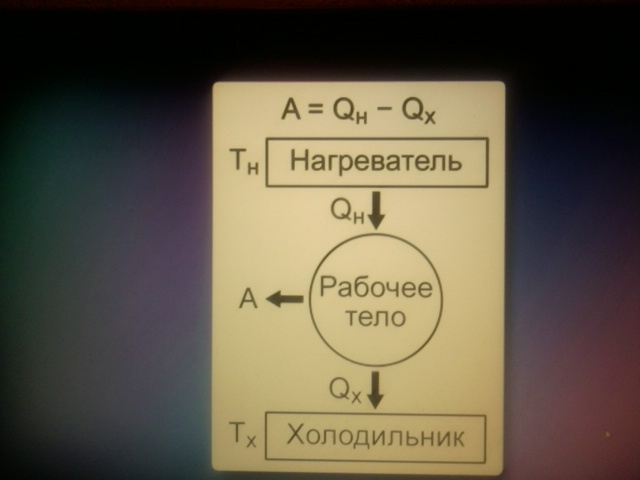 A = Qн − Qх
Tн Нагреватель
Qн
Рабочее
A тело
Qх
Tх Холодильник